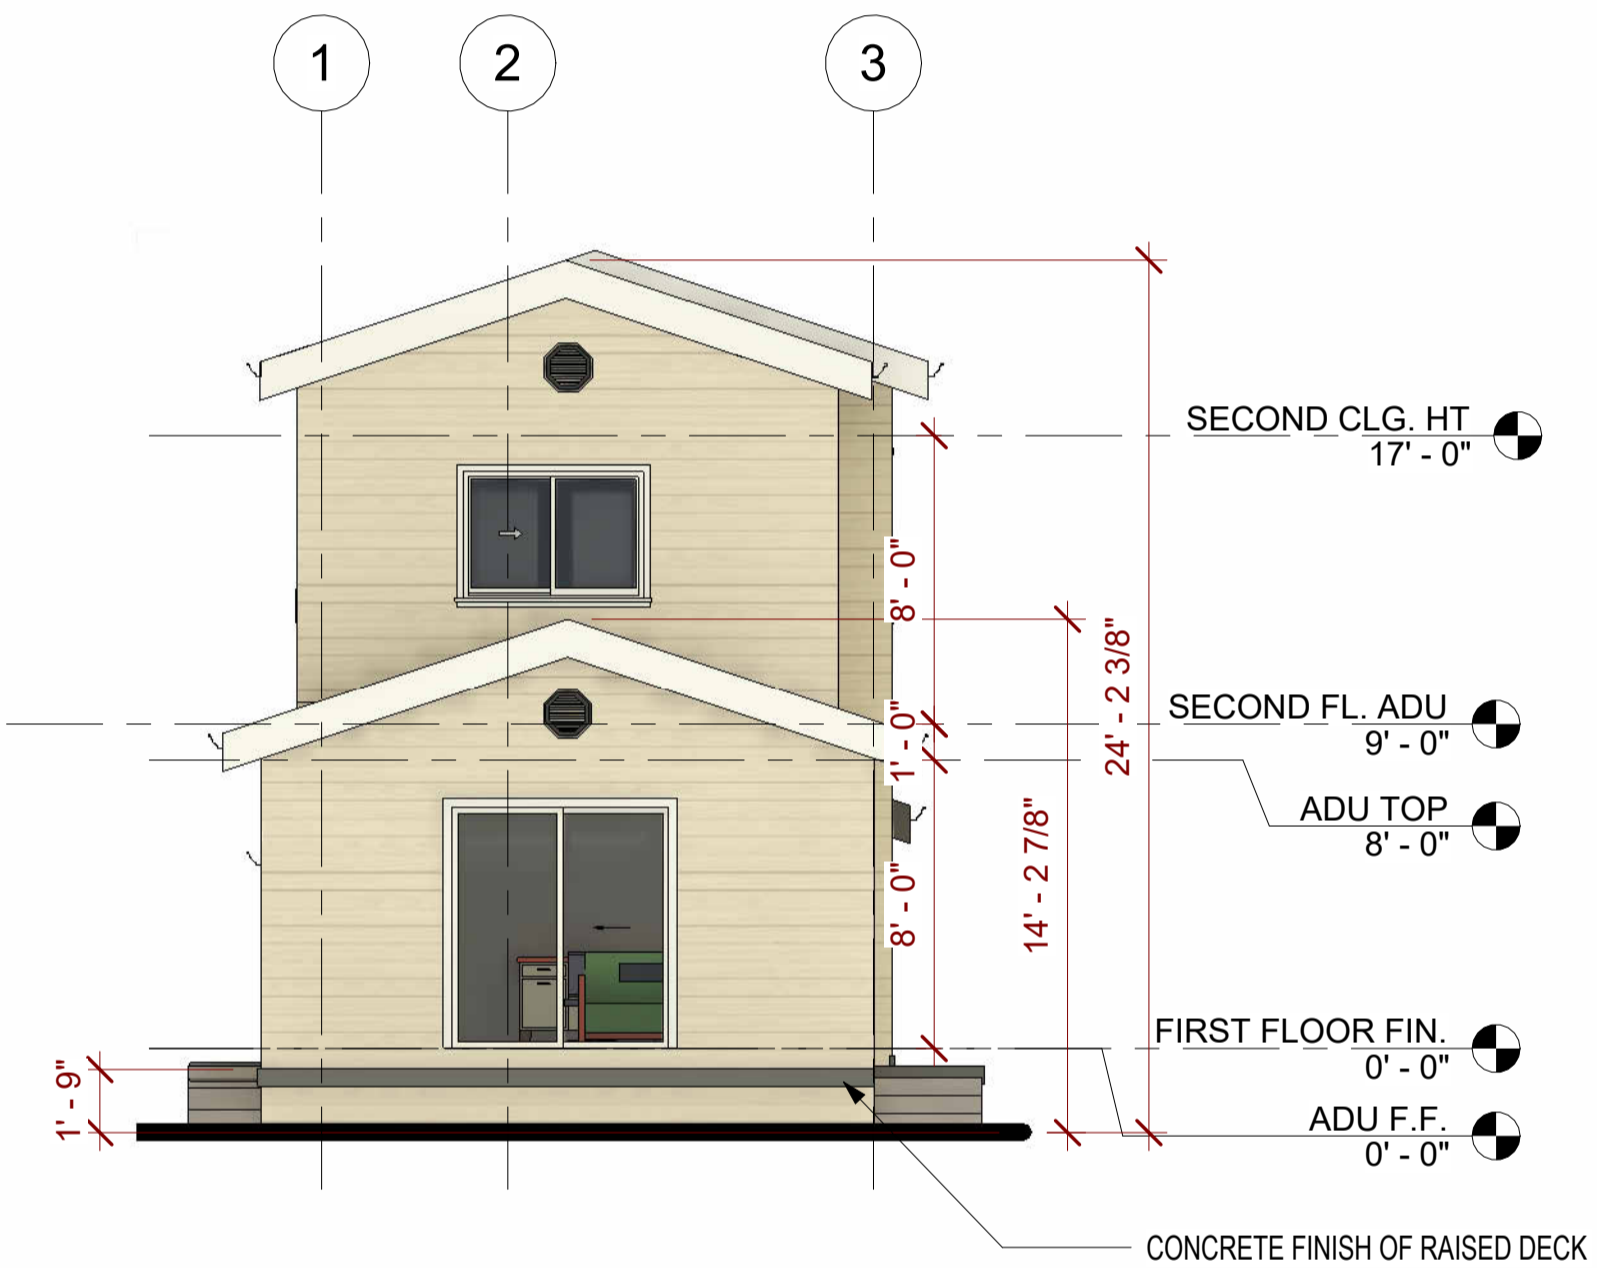 1
2
3
SECOND CLG. HT
17' - 0"
8' - 0"
24' - 2 3/8"
SECOND FL. ADU
9' - 0"
1' - 0"
ADU TOP
8' - 0"
14' - 2 7/8"
8' - 0"
FIRST FLOOR FIN.
0' - 0"
1' - 9"
ADU F.F.
0' - 0"
CONCRETE FINISH OF RAISED DECK